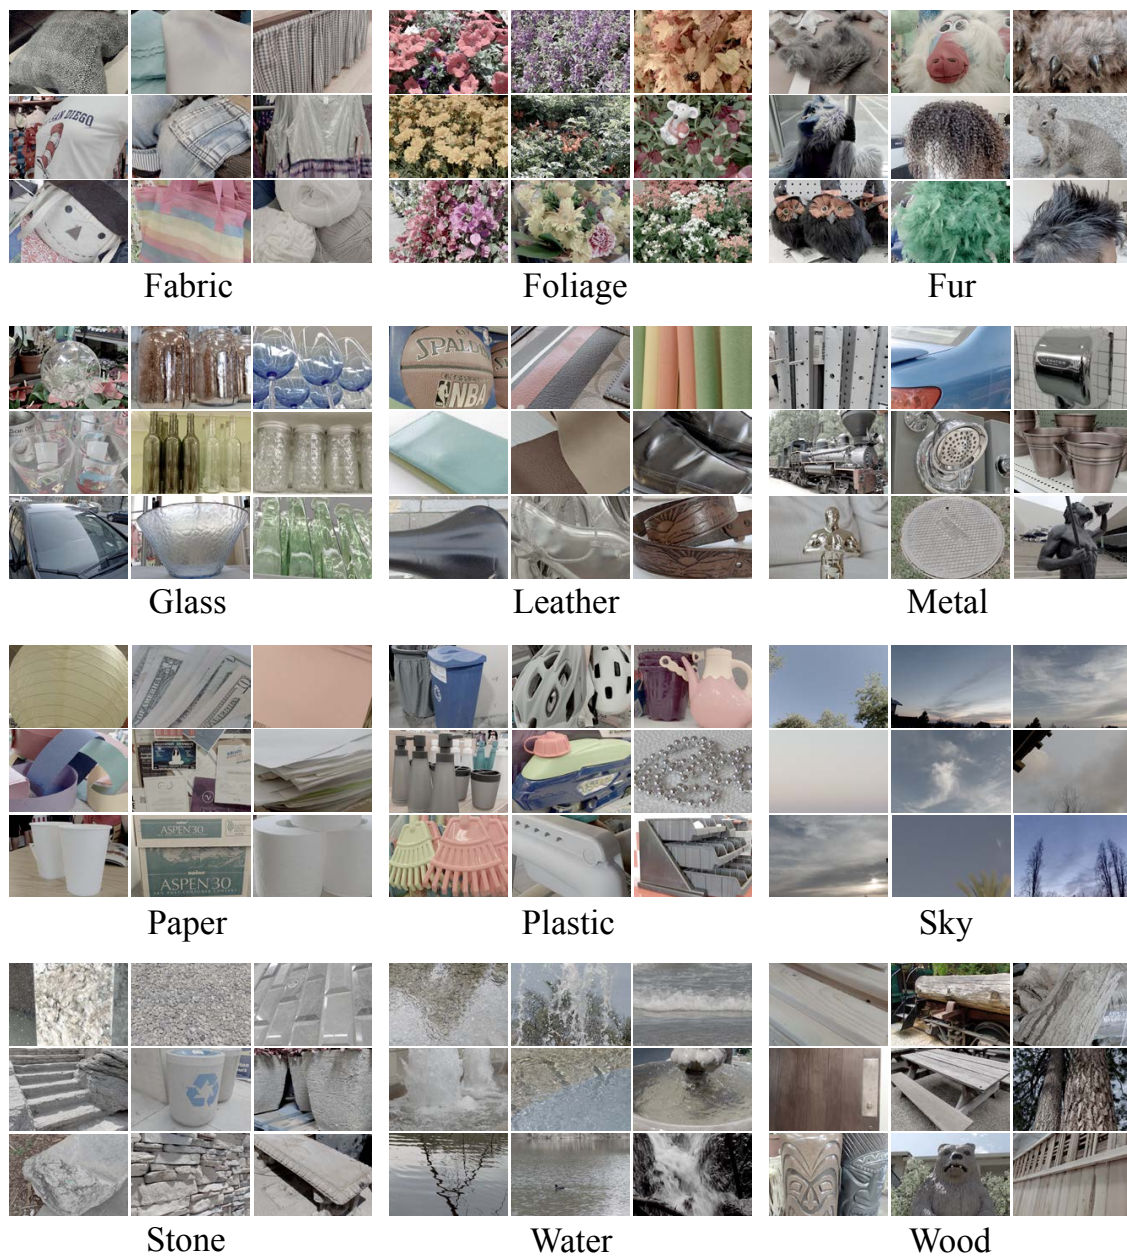 SAN DIEGO
Fabric
Foliage
Fur
SPALDING
NBA
Glass
Leather
Metal
ASPEN 30
ASPEN 30
Paper
Plastic
Sky
Stone
Water
Wood